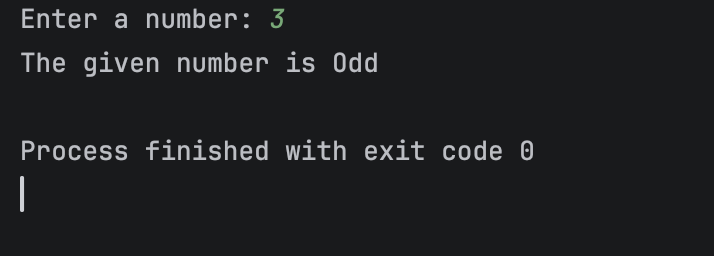 Enter a number: 3
The given number is Odd
Process finished with exit code 0